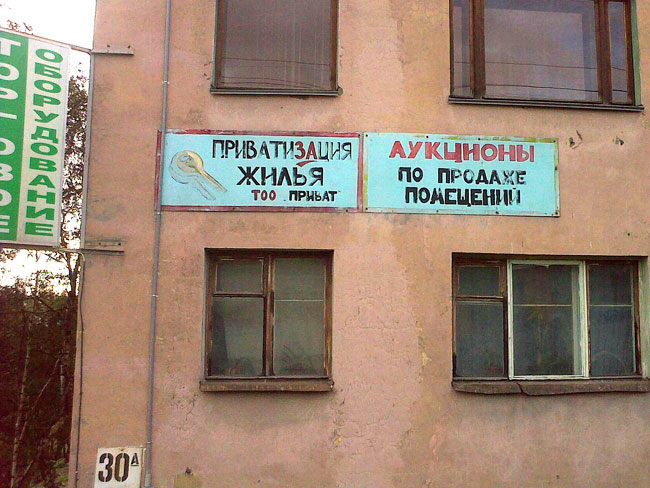 ТОРГОВОЕ
ОБОРУДОВАНИЕ
ПРИВАТИЗАЦИЯ
ЖИЛЬЯ
ТОО ПРИВАТ
АУКЦИОНЫ
ПО ПРОДАЖЕ
ПОМЕЩЕНИЙ
30А